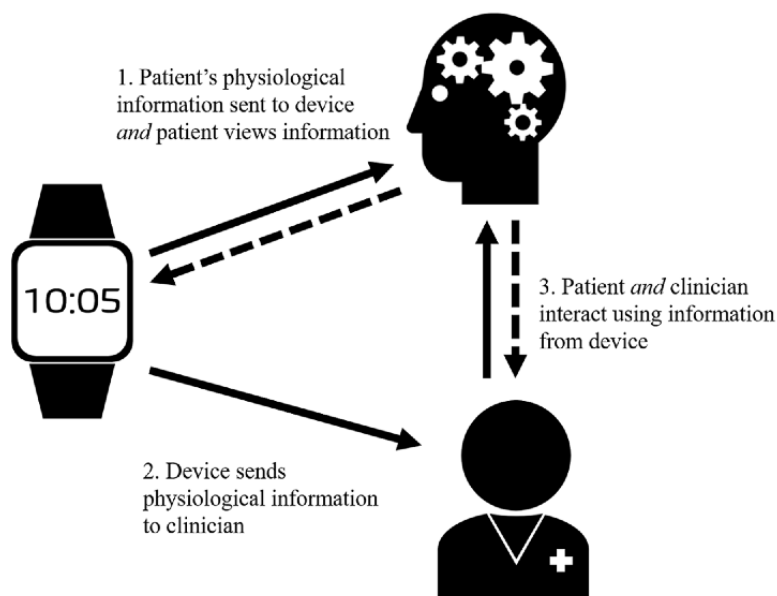 1. Patient's physiological
information sent to device
and patient views information
10:05
3. Patient and clinician
interact using information
from device
2. Device sends
physiological information
to clinician